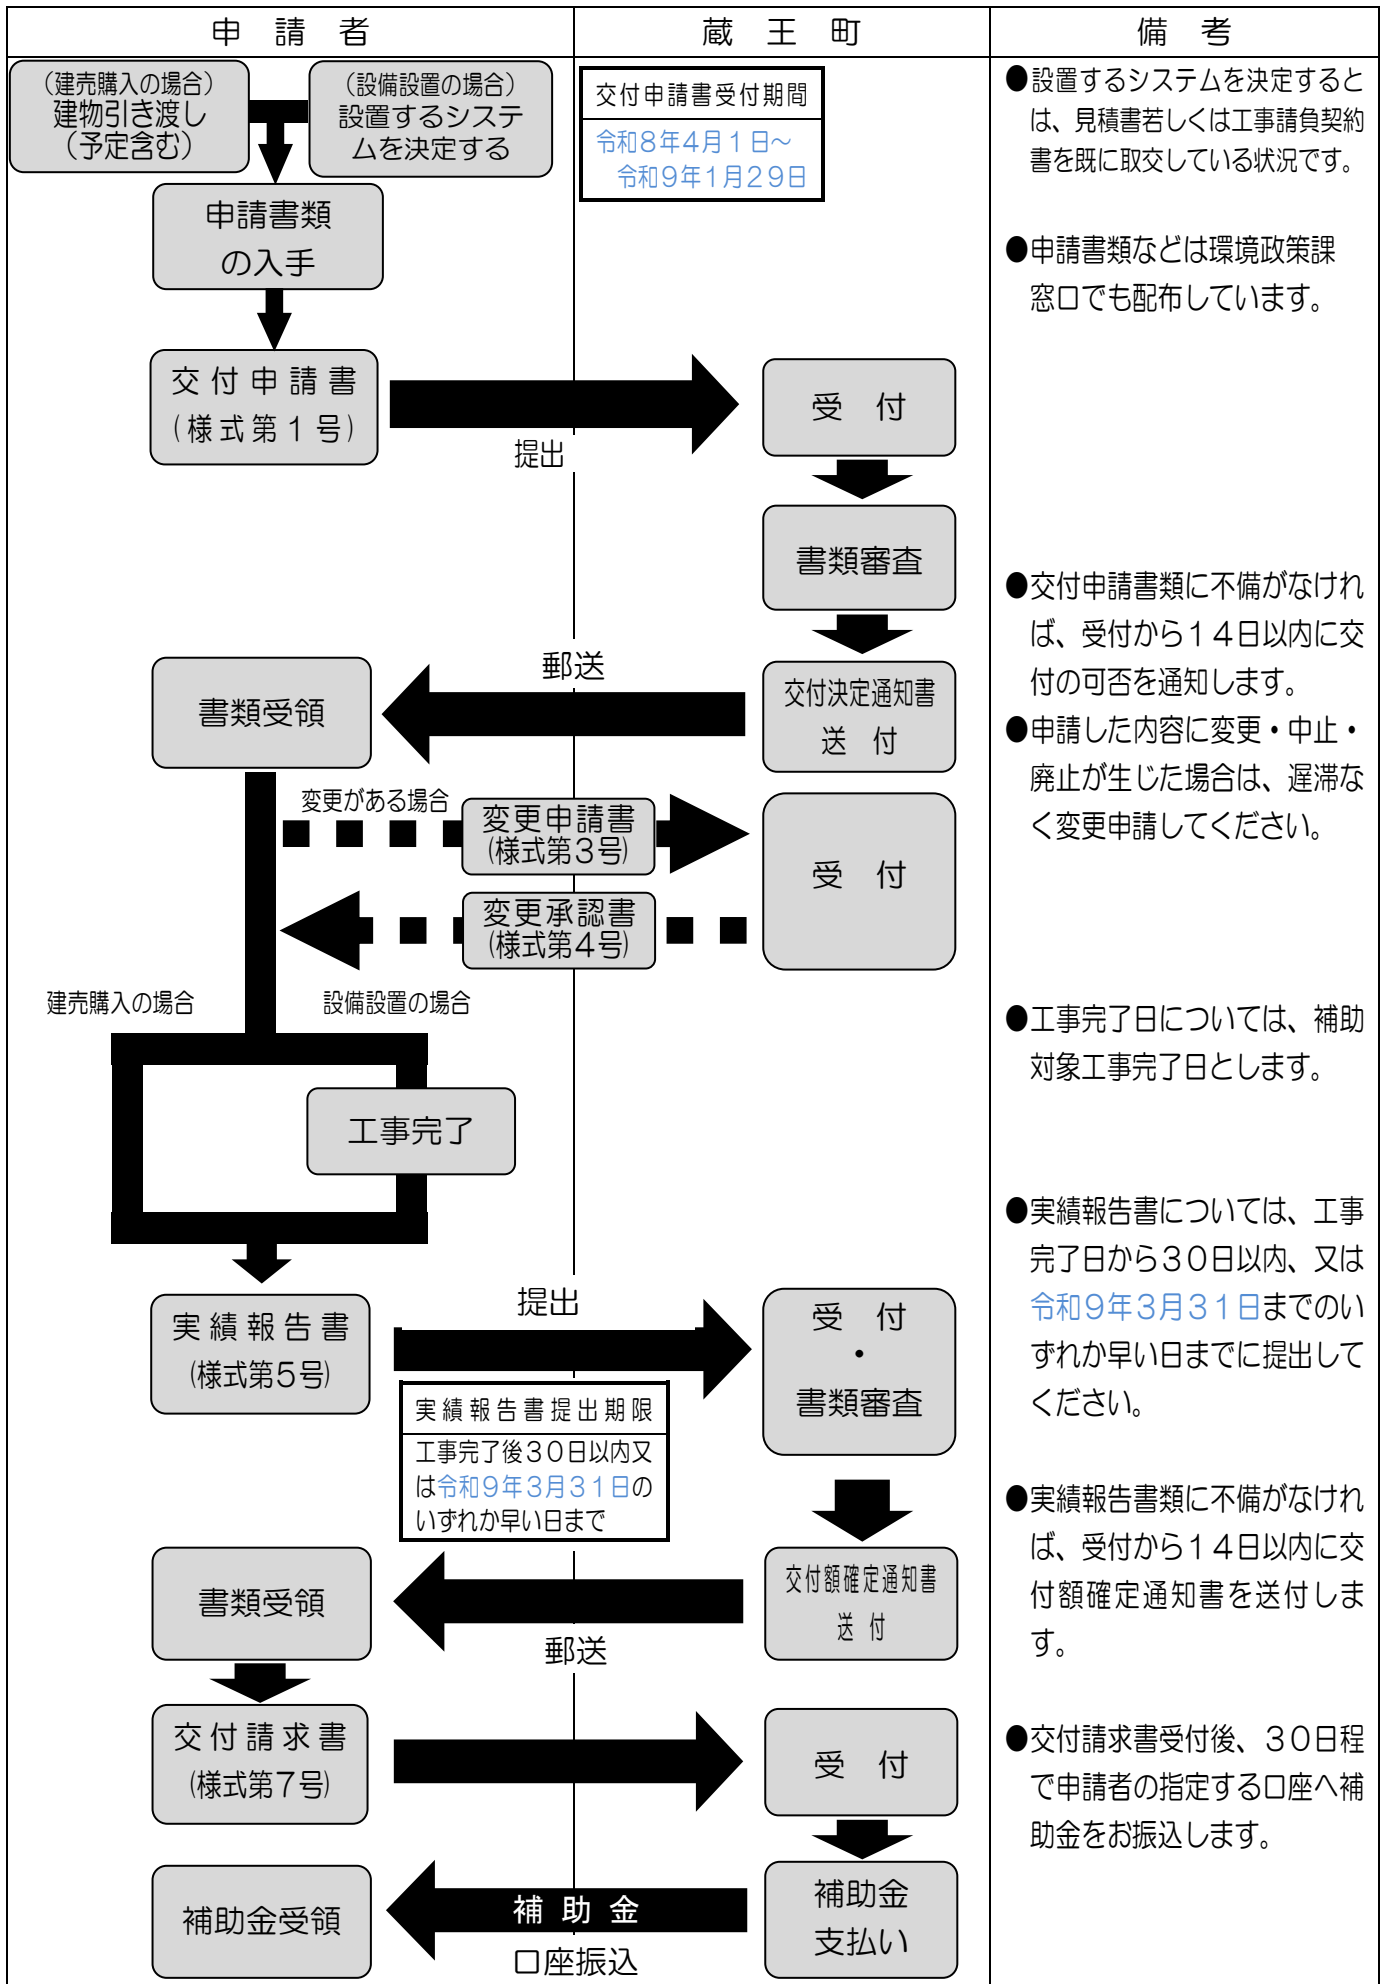 申請者
蔵王町
備考
（建売購入の場合）
建物引き渡し
（予定含む）
（設備設置の場合）
設置するシステ
ムを決定する
交付申請書受付期間
令和８年４月１日～
令和９年１月２９日
●設置するシステムを決定すると
は、見積書若しくは工事請負契約
書を既に取交している状況です。
申請書類
の入手
●申請書類などは環境政策課
窓口でも配布しています。
交付申請書
(様式第１号)
提出
受　付
書類審査
●交付申請書類に不備がなけれ
ば、受付から１４日以内に交
付の可否を通知します。
郵送
交付決定通知書
送　付
書類受領
●申請した内容に変更・中止・
廃止が生じた場合は、遅滞な
く変更申請してください。
変更がある場合
変更申請書
(様式第３号)
受　付
変更承認書
(様式第４号)
建売購入の場合
設備設置の場合
●工事完了日については、補助
対象工事完了日とします。
工事完了
●実績報告書については、工事
完了日から３０日以内、又は
令和９年３月３１日までのい
ずれか早い日までに提出して
ください。
実績報告書
(様式第５号)
提出
受　付
・
書類審査
実績報告書提出期限
工事完了後３０日以内又
は令和９年３月３１日の
いずれか早い日まで
●実績報告書類に不備がなけれ
ば、受付から１４日以内に交
付額確定通知書を送付しま
す。
交付額確定通知書
送　付
書類受領
郵送
交付請求書
(様式第７号)
受　付
●交付請求書受付後、３０日程
で申請者の指定する口座へ補
助金をお振込します。
補助金
支払い
補助金
口座振込
補助金受領